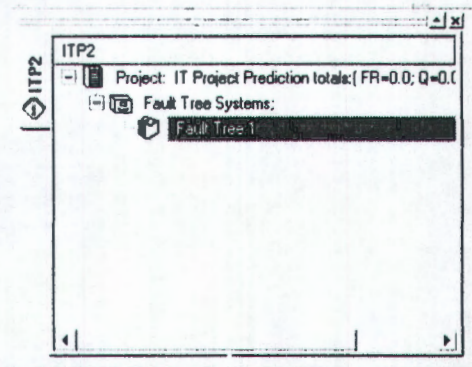 ITP2
ITP2
Project: IT Project Prediction totals:( FR=0.0; Q=0.0
Fault Tree Systems;
Fault Tree 1